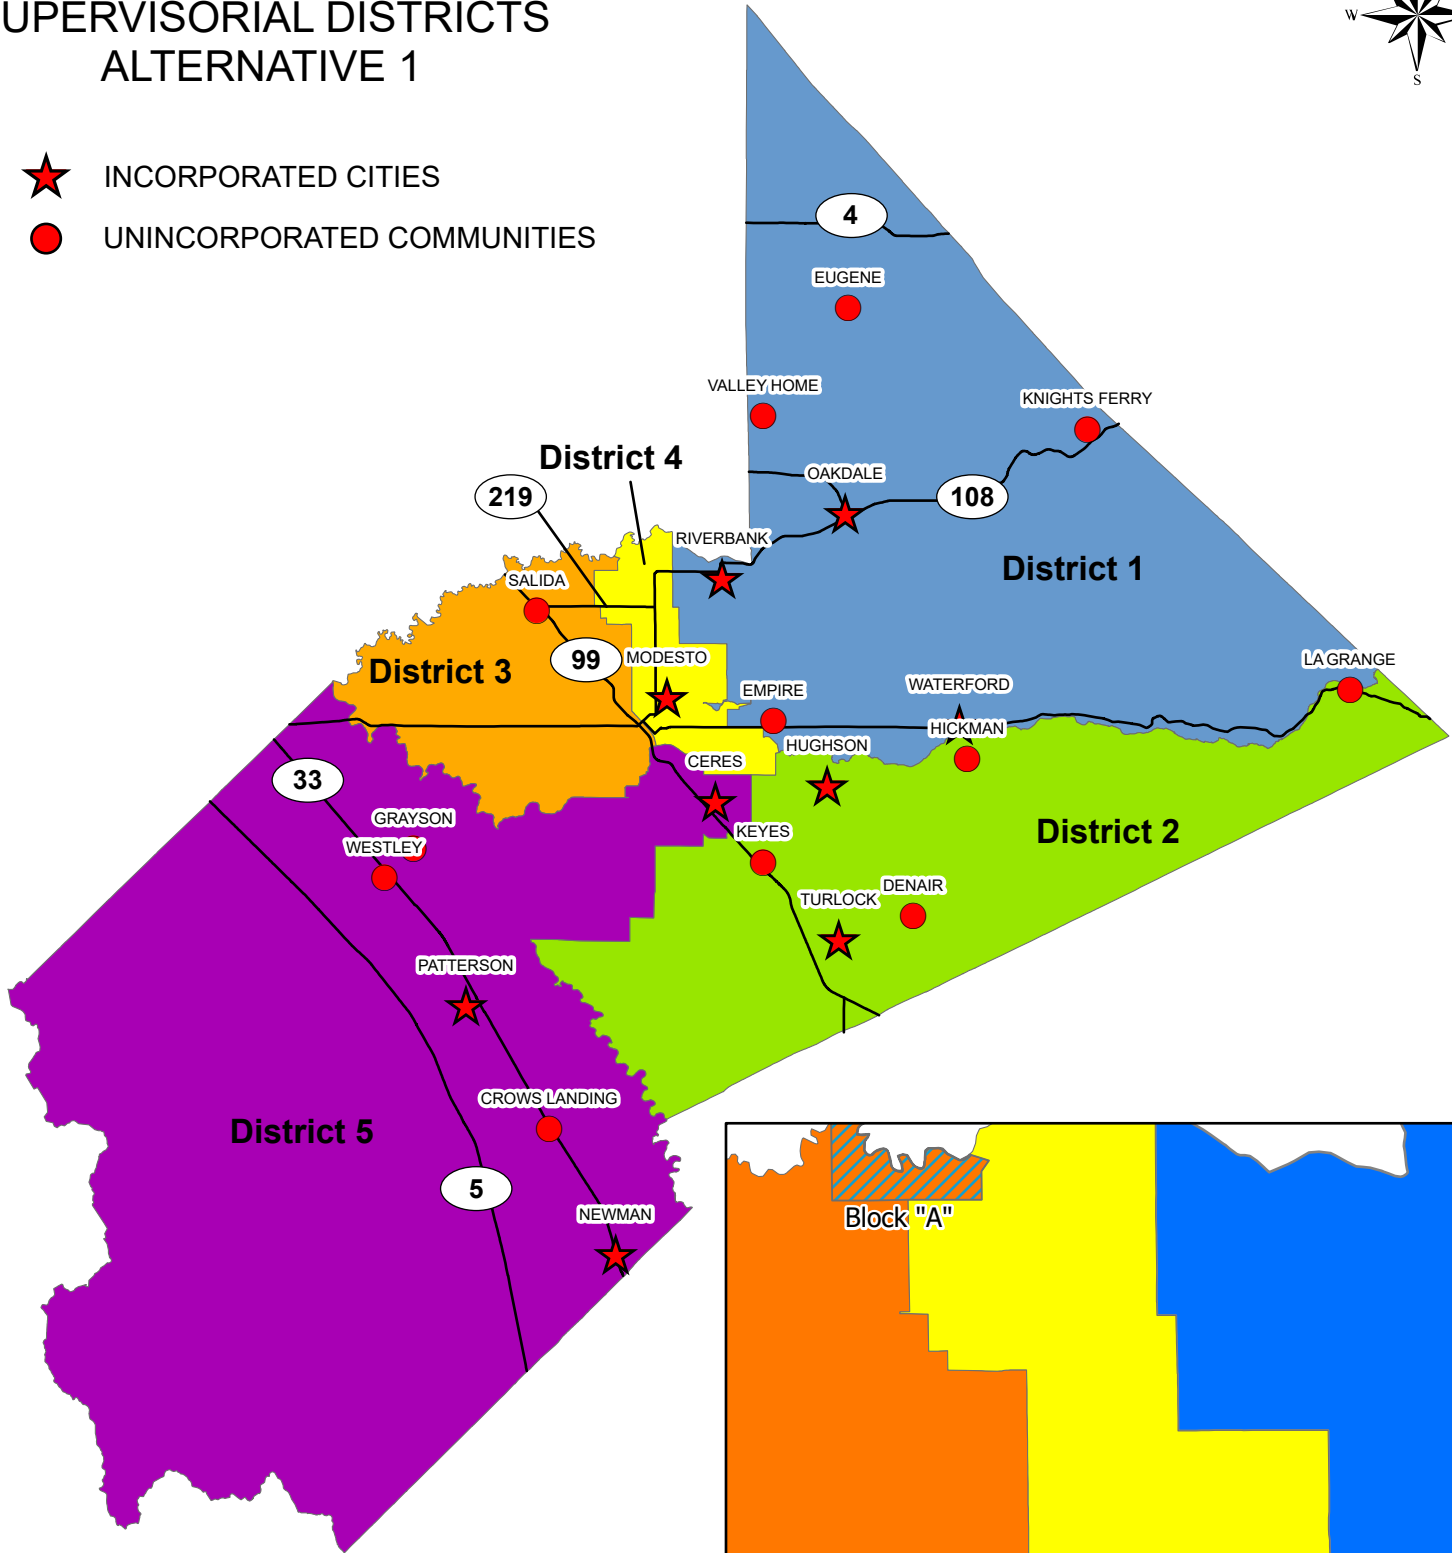 UPERVISORIAL DISTRICTS
ALTERNATIVE 1
W
S
INCORPORATED CITIES
UNINCORPORATED COMMUNITIES
4
EUGENE
VALLEY HOME
KNIGHTS FERRY
District 4
OAKDALE
219
108
RIVERBANK
District 1
SALIDA
99
MODESTO
LA GRANGE
District 3
EMPIRE
WATERFORD
HICKMAN
HUGHSON
CERES
33
GRAYSON
KEYES
District 2
WESTLEY
DENAIR
TURLOCK
PATTERSON
CROWS LANDING
District 5
5
NEWMAN
Block "A"